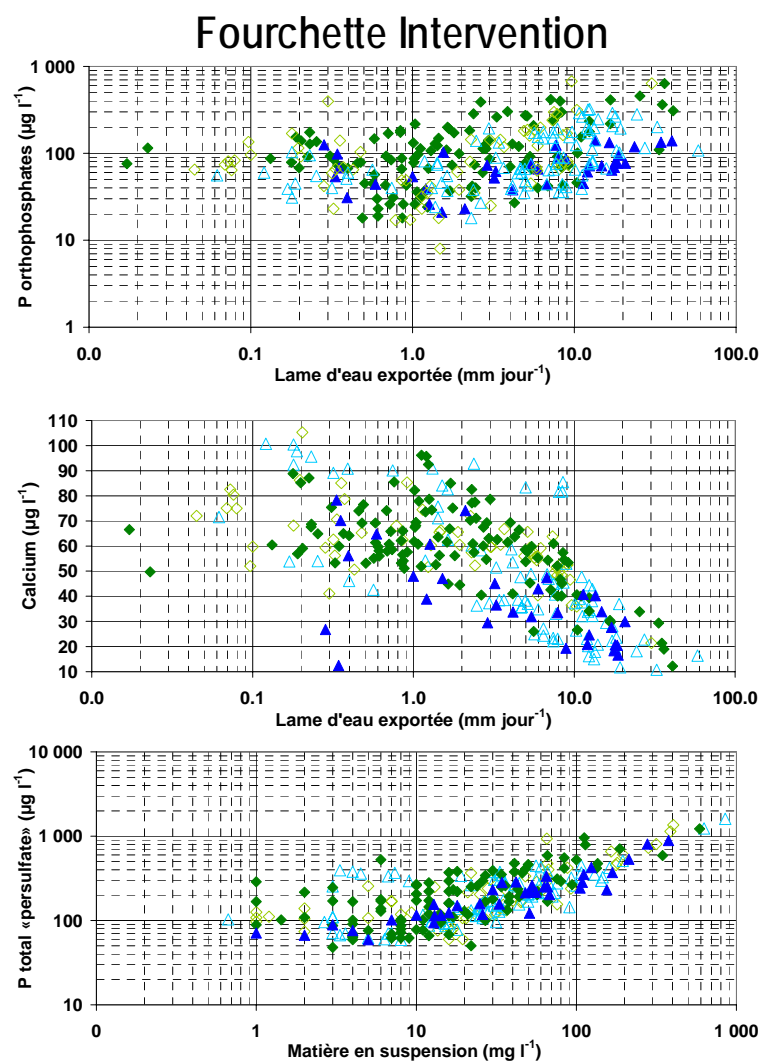 Fourchette Intervention
P orthophosphates (µg l-1)
1 000
100
10
1
0.0 0.1 1.0 10.0 100.0
Lame d'eau exportée (mm jour-1)
Calcium (µg l-1)
110
100
90
80
70
60
50
40
30
20
10
0.0 0.1 1.0 10.0 100.0
Lame d'eau exportée (mm jour-1)
P total «persulfate» (µg l-1)
10 000
1 000
100
10
0 1 10 100 1 000
Matière en suspension (mg l-1)